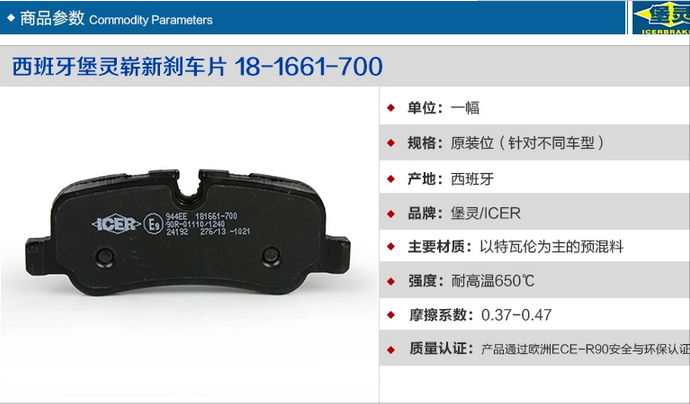 商品参数 Commodity Parameters
堡灵
ICERBRAKE
西班牙堡灵崭新刹车片 18-1661-700
单位：一幅
规格：原装位（针对不同车型）
产地：西班牙
品牌：堡灵/ICER
主要材质：以特瓦伦为主的预混料
强度：耐高温650℃
摩擦系数：0.37-0.47
质量认证：产品通过欧洲ECE-R90安全与环保认证
ICER E9 944EE 181661-700
90R-01110/1240
24192 276/13 -1021